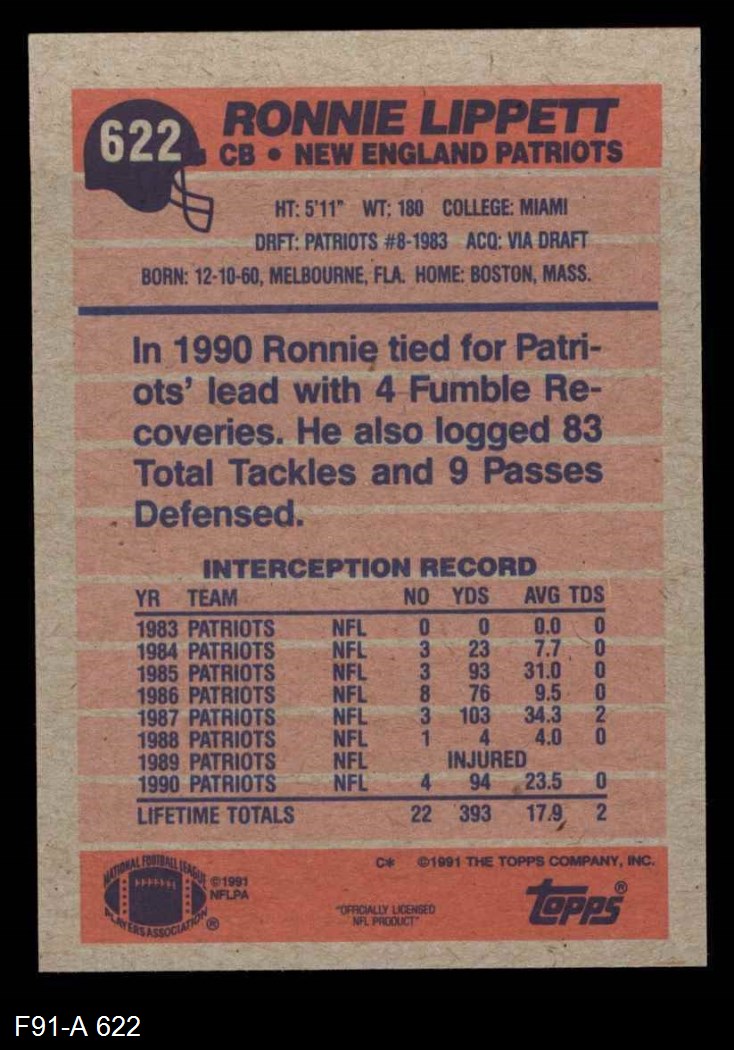 622
RONNIE LIPPETT
CB • NEW ENGLAND PATRIOTS
HT: 5'11" WT: 180 COLLEGE: MIAMI
DRFT: PATRIOTS #8-1983 ACQ: VIA DRAFT
BORN: 12-10-60, MELBOURNE, FLA. HOME: BOSTON, MASS.
In 1990 Ronnie tied for Patri-
ots' lead with 4 Fumble Re-
coveries. He also logged 83
Total Tackles and 9 Passes
Defensed.
INTERCEPTION RECORD
YR TEAM NO YDS AVG TDS
1983 PATRIOTS NFL 0 0 0.0 0
1984 PATRIOTS NFL 3 23 7.7 0
1985 PATRIOTS NFL 3 93 31.0 0
1986 PATRIOTS NFL 8 76 9.5 0
1987 PATRIOTS NFL 3 103 34.3 2
1988 PATRIOTS NFL 1 4 4.0 0
1989 PATRIOTS NFL INJURED
1990 PATRIOTS NFL 4 94 23.5 0
LIFETIME TOTALS 22 393 17.9 2
C* ©1991 THE TOPPS COMPANY, INC.
NATIONAL FOOTBALL LEAGUE
PLAYERS ASSOCIATION ®
©1991
NFLPA
"OFFICIALLY LICENSED
NFL PRODUCT"
topps®
F91-A 622